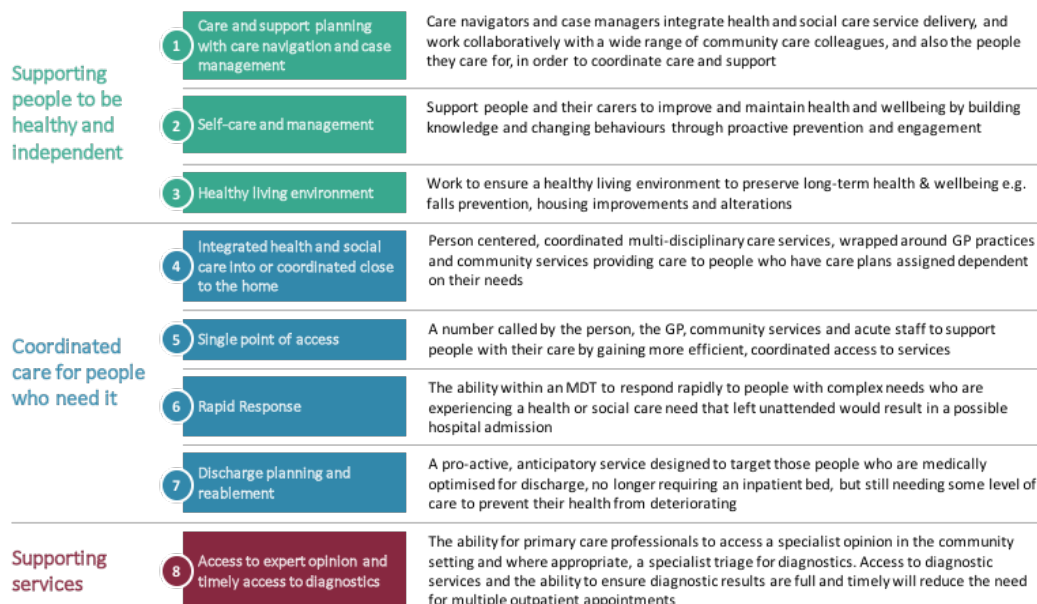 Supporting
people to be
healthy and
independent
1
Care and support planning
with care navigation and case
management
Care navigators and case managers integrate health and social care service delivery, and
work collaboratively with a wide range of community care colleagues, and also the people
they care for, in order to coordinate care and support
2
Self-care and management
Support people and their carers to improve and maintain health and wellbeing by building
knowledge and changing behaviours through proactive prevention and engagement
3
Healthy living environment
Work to ensure a healthy living environment to preserve long-term health & wellbeing e.g.
falls prevention, housing improvements and alterations
Coordinated
care for people
who need it
4
Integrated health and social
care into or coordinated close
to the home
Person centered, coordinated multi-disciplinary care services, wrapped around GP practices
and community services providing care to people who have care plans assigned dependent
on their needs
5
Single point of access
A number called by the person, the GP, community services and acute staff to support
people with their care by gaining more efficient, coordinated access to services
6
Rapid Response
The ability within an MDT to respond rapidly to people with complex needs who are
experiencing a health or social care need that left unattended would result in a possible
hospital admission
7
Discharge planning and
reablement
A pro-active, anticipatory service designed to target those people who are medically
optimised for discharge, no longer requiring an inpatient bed, but still needing some level of
care to prevent their health from deteriorating
Supporting
services
8
Access to expert opinion and
timely access to diagnostics
The ability for primary care professionals to access a specialist opinion in the community
setting and where appropriate, a specialist triage for diagnostics. Access to diagnostic
services and the ability to ensure diagnostic results are full and timely will reduce the need
for multiple outpatient appointments